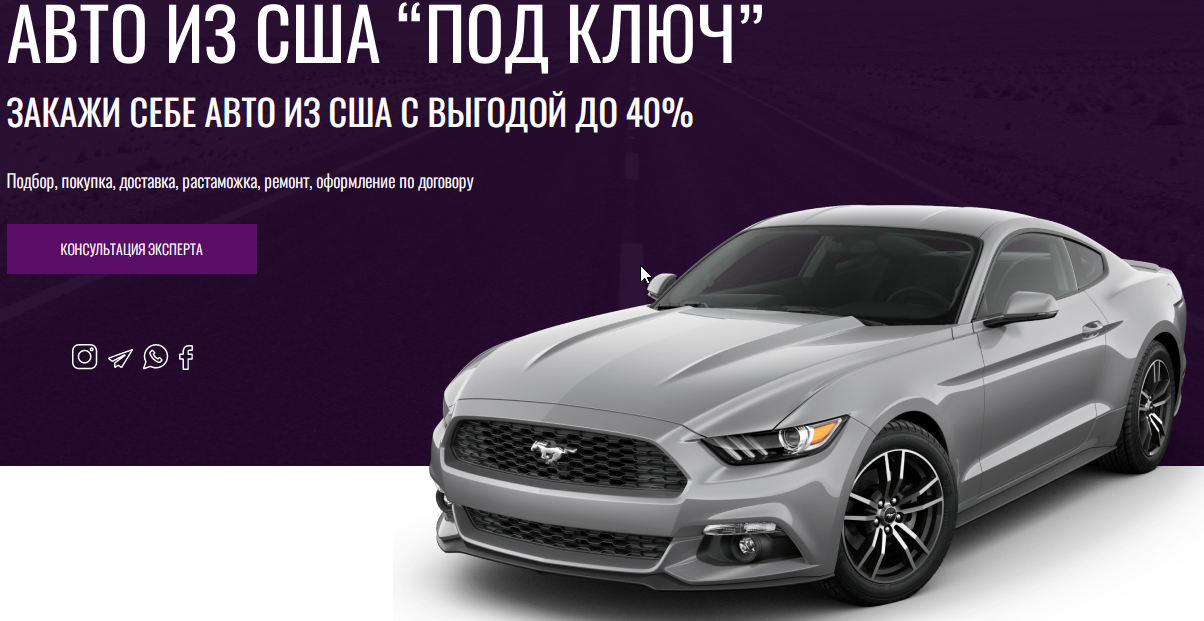 АВТО ИЗ США “ПОД КЛЮЧ”
ЗАКАЖИ СЕБЕ АВТО ИЗ США С ВЫГОДОЙ ДО 40%
Подбор, покупка, доставка, растаможка, ремонт, оформление по договору
КОНСУЛЬТАЦИЯ ЭКСПЕРТА